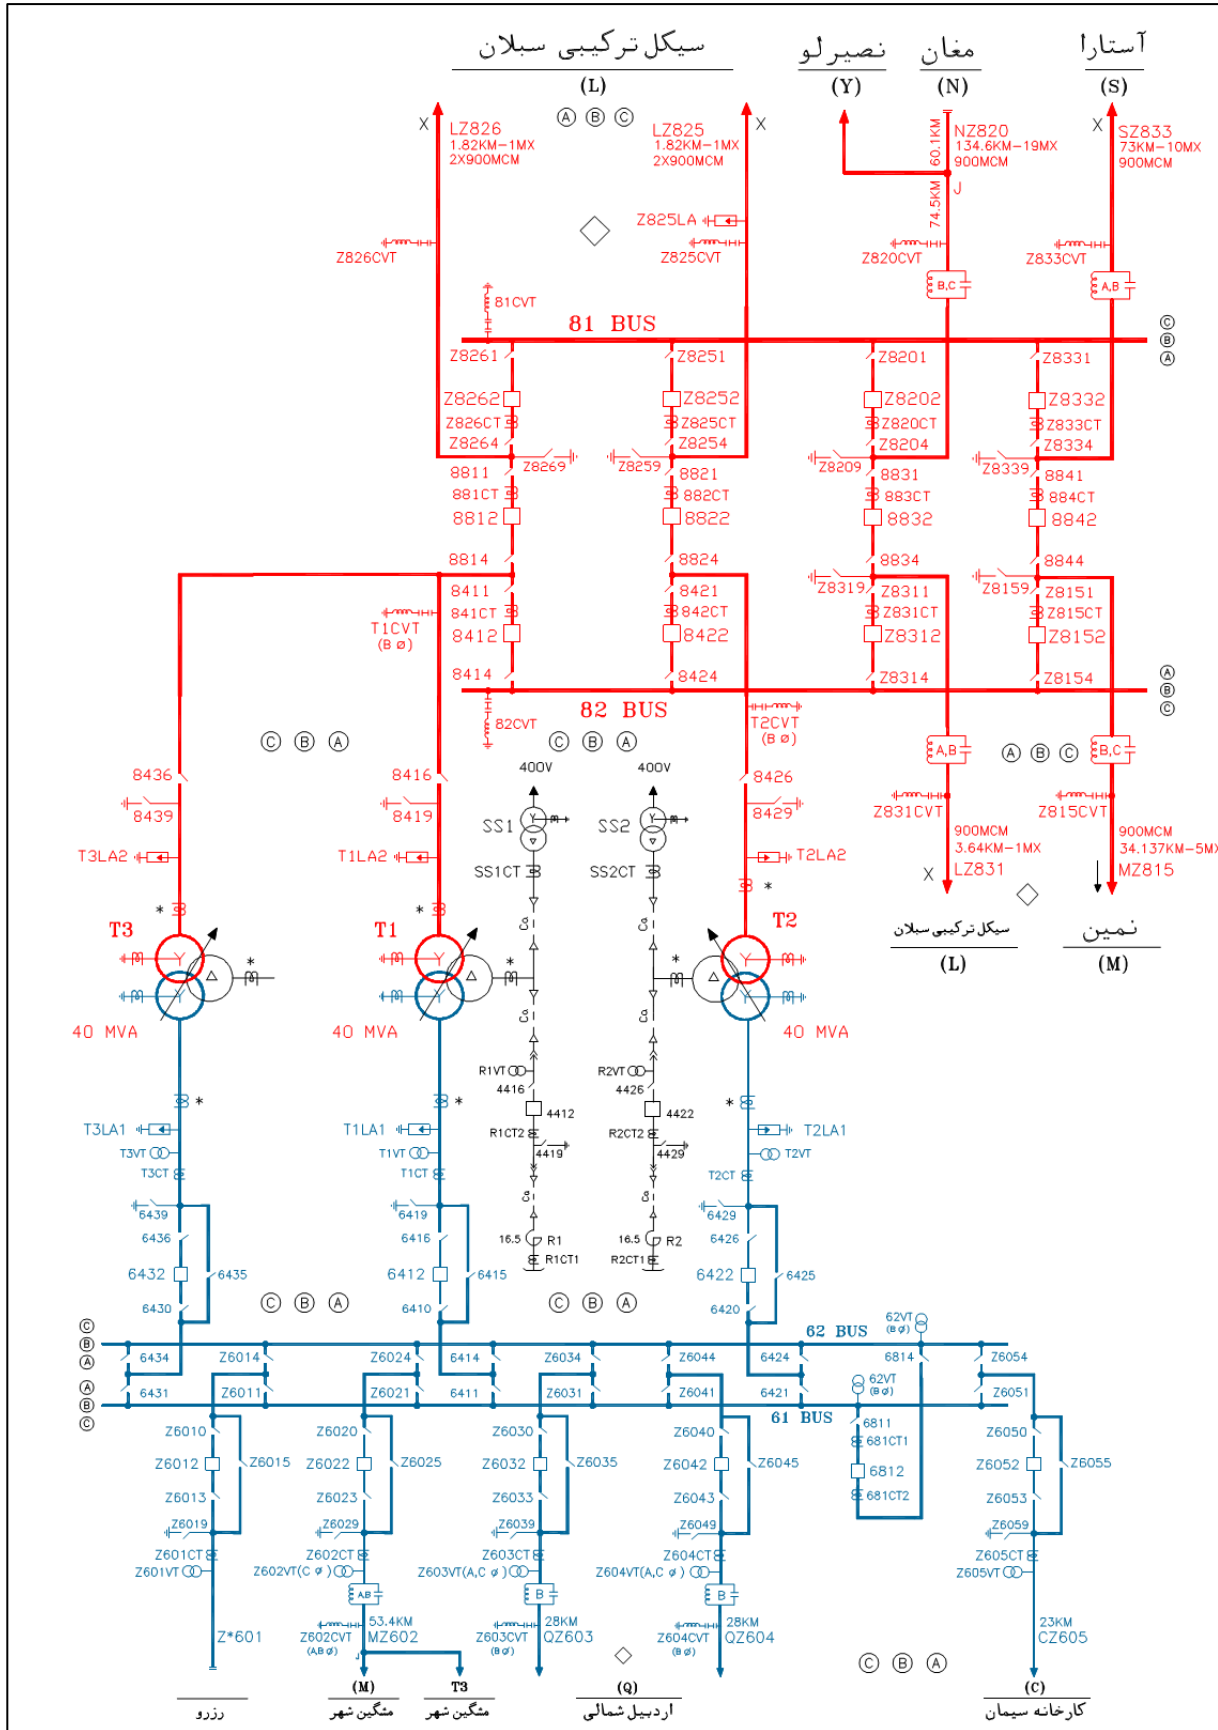 سیکل ترکیبی سبلان
نصیرلو
مغان
آستارا
(L)
(Y)
(N)
(S)
X
LZ826
1.82KM-1MX
2X900MCM
A B C
LZ825
1.82KM-1MX
2X900MCM
X
60.1KM
NZ820
134.6KM-19MX
900MCM
J
74.5KM
X
SZ833
73KM-10MX
900MCM
Z825LA
Z826CVT
Z825CVT
Z820CVT
Z833CVT
B,C
A,B
81CVT
81 BUS
C
B
A
Z8261
Z8251
Z8201
Z8331
Z8262
Z8252
Z8202
Z8332
Z826CT
Z825CT
Z820CT
Z833CT
Z8264
Z8254
Z8204
Z8334
Z8269
Z8259
Z8209
Z8339
8811
8821
8831
8841
881CT
882CT
883CT
884CT
8812
8822
8832
8842
8814
8824
8834
8844
Z8319
Z8159
8411
8421
Z8311
Z8151
841CT
842CT
Z831CT
Z815CT
T1CVT
(B Ø)
8412
8422
Z8312
Z8152
8414
8424
Z8314
Z8154
A
B
C
82 BUS
82CVT
T2CVT
(B Ø)
C B A
C B A
A,B
A B C
B,C
400V
400V
8436
8416
8426
8439
8419
8429
SS1
SS2
Z831CVT
Z815CVT
900MCM
3.64KM-1MX
LZ831
X
900MCM
34.137KM-5MX
MZ815
T3LA2
T1LA2
T2LA2
SS1CT
SS2CT
*
*
*
T3
T1
T2
سیکل ترکیبی سبلان
نمین
(L)
(M)
*
*
*
Y
Y
Y
Y
Y
Y
40 MVA
40 MVA
40 MVA
R1VT
R2VT
4416
4426
4412
4422
R1CT2
R2CT2
4419
4429
*
*
*
T3LA1
T1LA1
T2LA1
T3VT
T1VT
T2VT
T3CT
T1CT
T2CT
6439
6419
6429
6436
6416
6426
16.5
R1
16.5
R2
R1CT1
R2CT1
6432
6435
6412
6415
6422
6425
6430
6410
6420
C B A
C B A
C
B
A
62 BUS
62VT
(B Ø)
6434
Z6014
Z6024
6414
Z6034
Z6044
6424
6814
Z6054
A
B
C
6431
Z6011
Z6021
6411
Z6031
Z6041
6421
62VT
(B Ø)
Z6051
61 BUS
Z6010
Z6020
Z6030
Z6040
6811
Z6050
681CT1
Z6012
Z6015
Z6022
Z6025
Z6032
Z6035
Z6042
Z6045
6812
Z6052
Z6055
Z6013
Z6023
Z6033
Z6043
681CT2
Z6053
Z6019
Z6029
Z6039
Z6049
Z6059
Z601CT
Z602CT
Z603CT
Z604CT
Z605CT
Z601VT
Z602VT(C Ø)
Z603VT(A,C Ø)
Z604VT(A,C Ø)
Z605VT
A,B
B
B
Z*601
Z602CVT
(A,B Ø)
53.4KM
MZ602
J
Z603CVT
(B Ø)
28KM
QZ603
Z604CVT
(B Ø)
28KM
QZ604
23KM
CZ605
C B A
(M)
T3
(Q)
(C)
رزرو
مشگین شهر
مشگین شهر
اردبیل شمالی
کارخانه سیمان